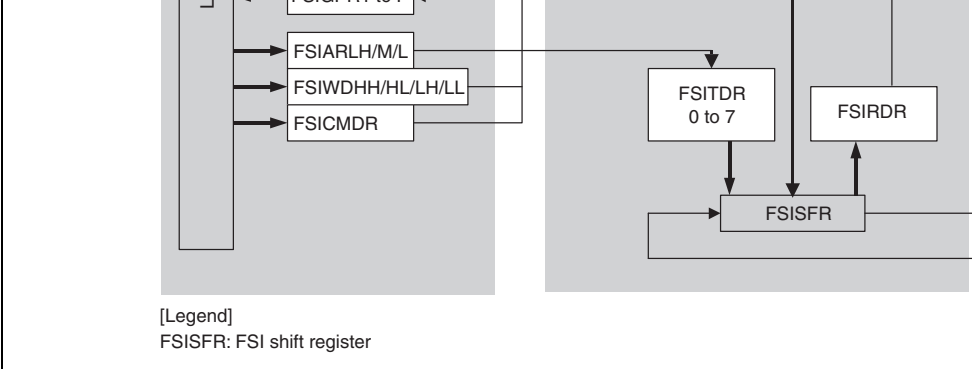 FSIARLH/M/L
FSIWDHH/HL/LH/LL
FSICMDR
FSITDR
0 to 7
FSIRDR
FSISFR
[Legend]
FSISFR: FSI shift register